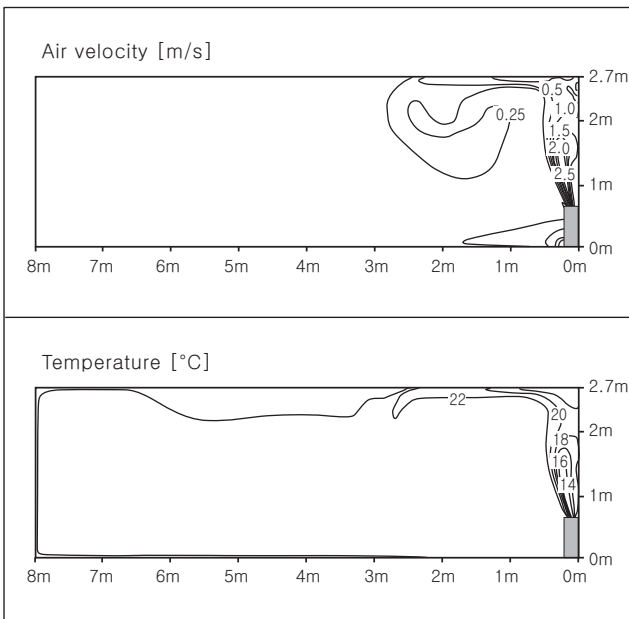 Air velocity [m/s]
2.7m
0.5
1.0
0.25
2m
1.5
2.0
2.5
1m
0m
8m 7m 6m 5m 4m 3m 2m 1m 0m
Temperature [°C]
2.7m
22
20
2m
18
16
14
1m
0m
8m 7m 6m 5m 4m 3m 2m 1m 0m